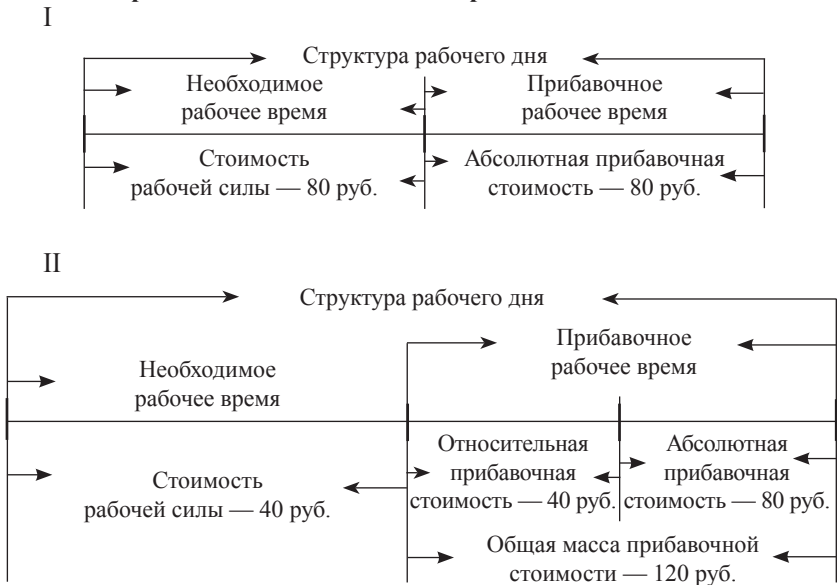 I
Структура рабочего дня
Необходимое
рабочее время
Прибавочное
рабочее время
Стоимость
рабочей силы — 80 руб.
Абсолютная прибавочная
стоимость — 80 руб.
II
Структура рабочего дня
Прибавочное
рабочее время
Необходимое
рабочее время
Относительная
прибавочная
стоимость — 40 руб.
Абсолютная
прибавочная
стоимость — 80 руб.
Стоимость
рабочей силы — 40 руб.
Общая масса прибавочной
стоимости — 120 руб.